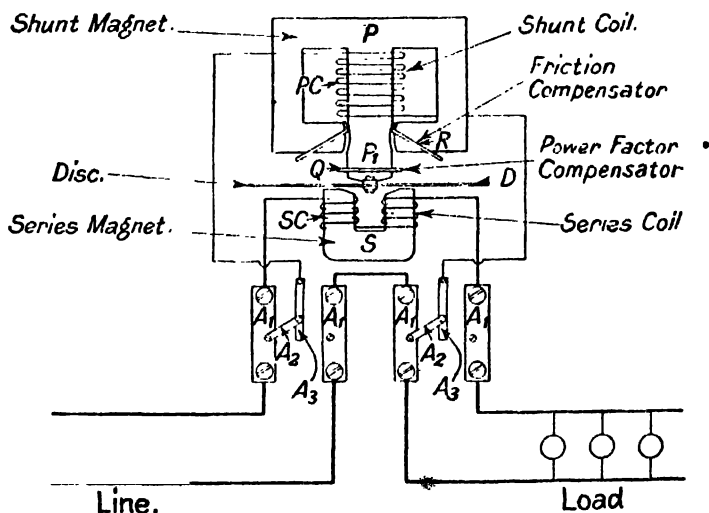 Shunt Magnet.
P
Shunt Coil.
PC
Friction
Compensator
R
P1
Power Factor
Compensator
Q
Disc.
D
SC
Series Coil
Series Magnet.
S
A1
A1
A1
A1
A2
A2
A3
A3
Line.
Load